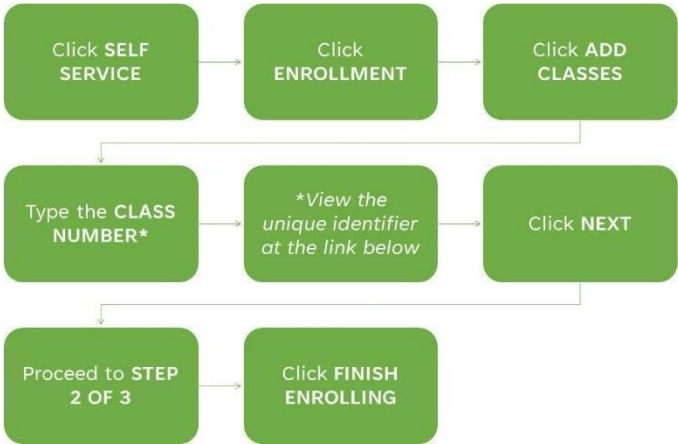 Click SELF
SERVICE
Click
ENROLLMENT
Click ADD
CLASSES
Type the CLASS
NUMBER*
*View the
unique identifier
at the link below
Click NEXT
Proceed to STEP
2 OF 3
Click FINISH
ENROLLING